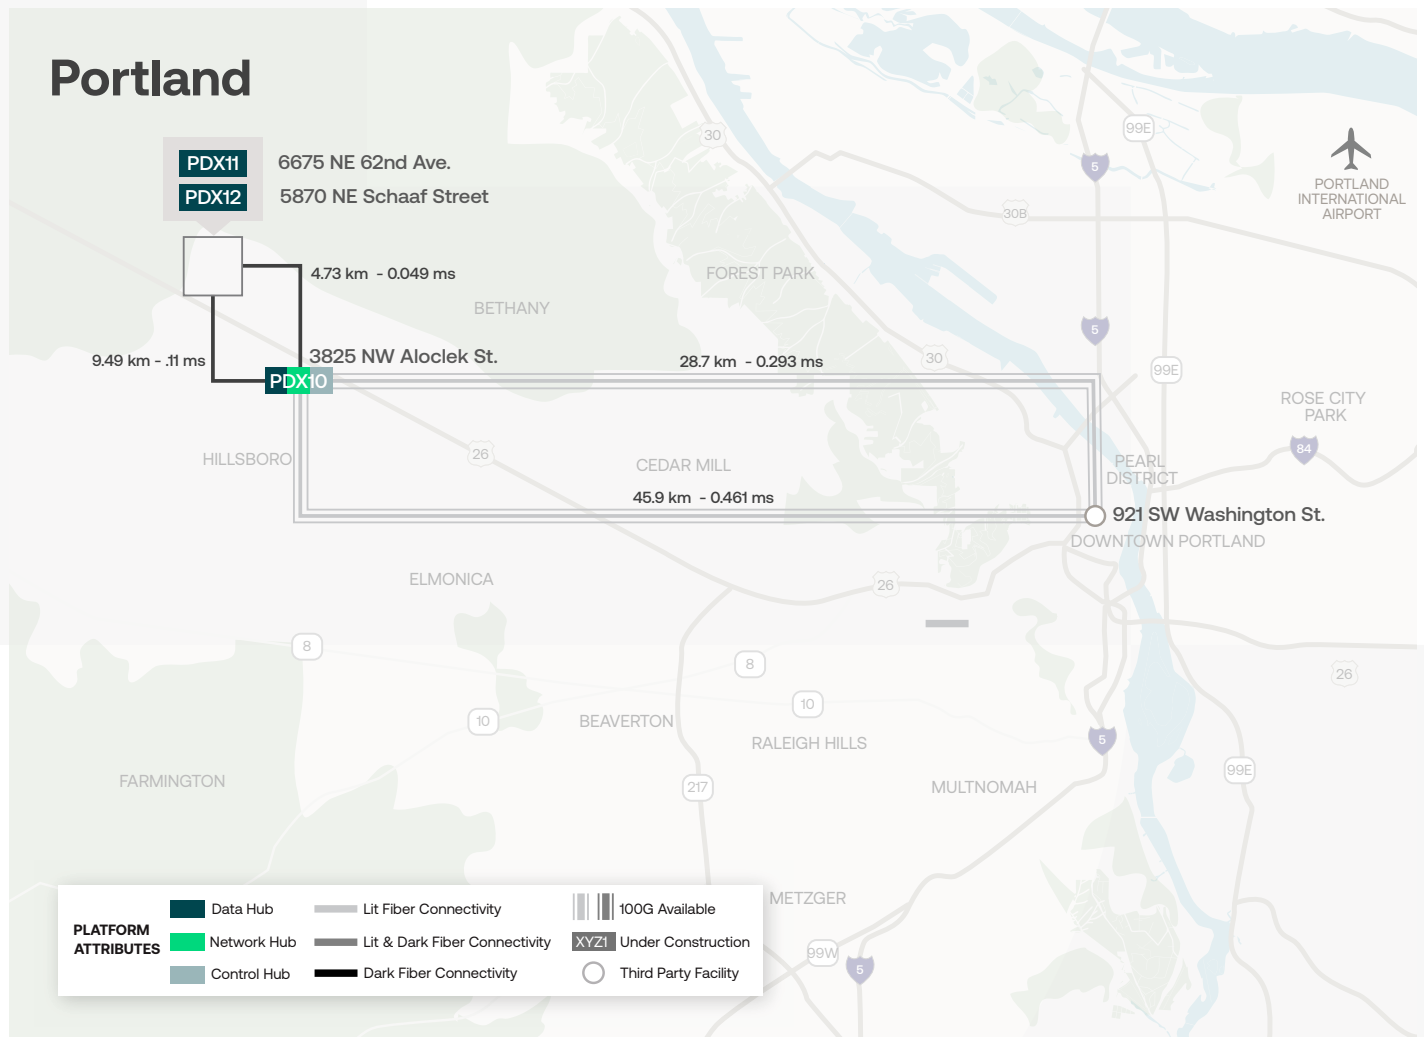 Portland
PDX11 6675 NE 62nd Ave.
PDX12 5870 NE Schaaf Street
4.73 km - 0.049 ms
9.49 km - .11 ms
3825 NW Aloclek St.
PDX10
28.7 km - 0.293 ms
45.9 km - 0.461 ms
921 SW Washington St.
30
99E
5
PORTLAND
INTERNATIONAL
AIRPORT
30B
FOREST PARK
BETHANY
5
30
99E
ROSE CITY
PARK
84
HILLSBORO
26
CEDAR MILL
PEARL
DISTRICT
DOWNTOWN PORTLAND
ELMONICA
26
8
8
26
10
10
BEAVERTON
RALEIGH HILLS
5
99E
FARMINGTON
217
MULTNOMAH
METZGER
99W
5
PLATFORM
ATTRIBUTES
Data Hub
Network Hub
Control Hub
Lit Fiber Connectivity
Lit & Dark Fiber Connectivity
Dark Fiber Connectivity
100G Available
XYZ1 Under Construction
Third Party Facility